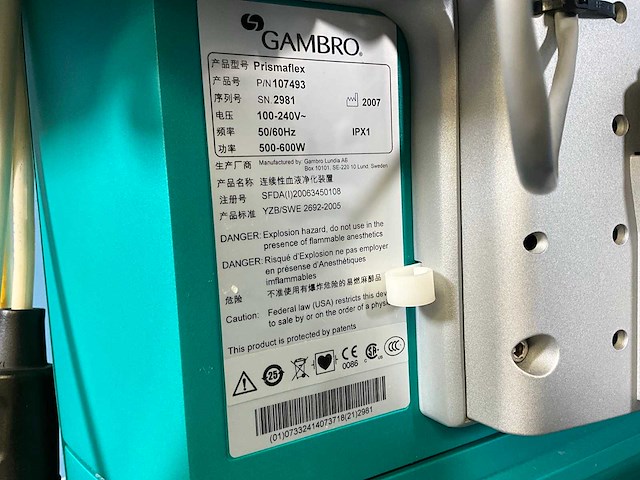 GAMBRO®
产品型号 Prismaflex
产品号 P/N 107493
序列号 SN 2981 2007
电压 100-240V~
频率 50/60Hz IPX1
功率 500-600W
生产厂商 Manufactured by: Gambro Lundia AB
Box 10101, SE-220 10 Lund, Sweden
产品名称 连续性血液净化装置
注册号 SFDA(I)20063450108
产品标准 YZB/SWE 2692-2005
DANGER: Explosion hazard, do not use in the
presence of flammable anesthetics
DANGER: Risqué d'Explosion ne pas employer
en présense d'Anesthétiques
imflammables
危险 不准使用有爆炸危险的易燃麻醉品
Caution: Federal law (USA) restricts this
to sale by or on the order of a
This product is protected by patents
25 CE 0086 SA CCC
(01)07332414073718(21)2981